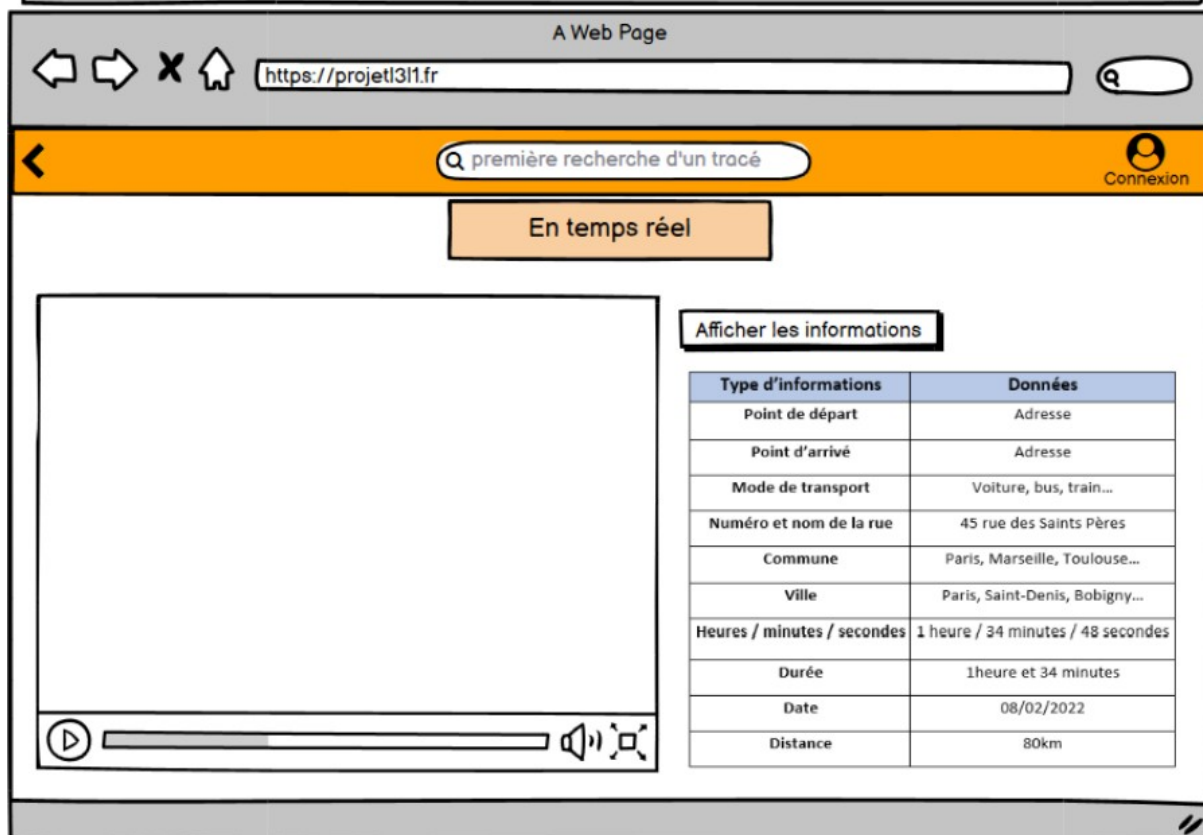 A Web Page
https://projetl3l1.fr
première recherche d'un tracé
Connexion
En temps réel
Afficher les informations
Type d'informations Données
Point de départ Adresse
Point d'arrivé Adresse
Mode de transport Voiture, bus, train...
Numéro et nom de la rue 45 rue des Saints Pères
Commune Paris, Marseille, Toulouse...
Ville Paris, Saint-Denis, Bobigny...
Heures / minutes / secondes 1 heure / 34 minutes / 48 secondes
Durée 1heure et 34 minutes
Date 08/02/2022
Distance 80km